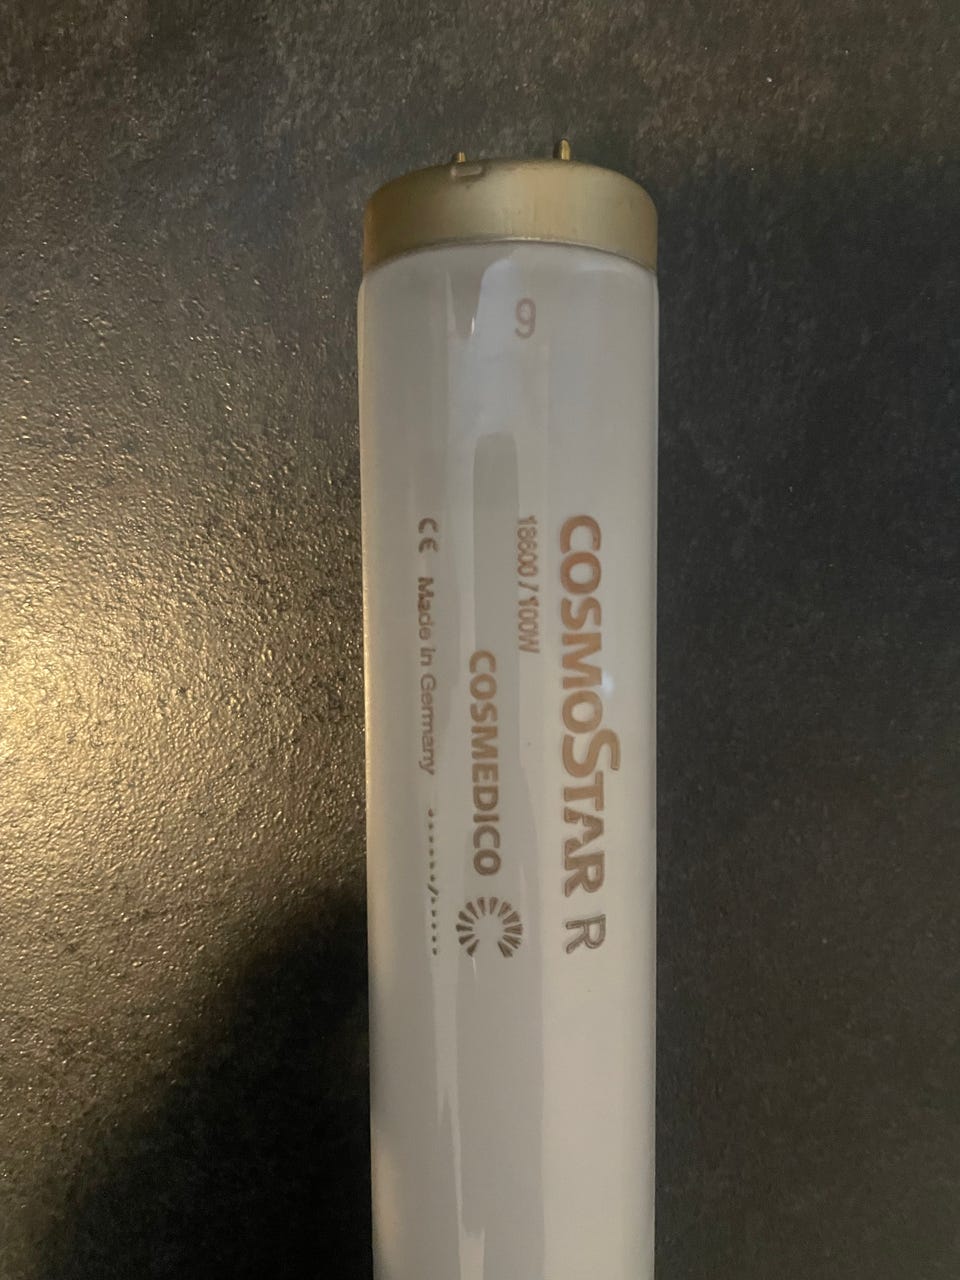 9
COSMOSTAR R
18600 / 100W
COSMEDICO
CE Made in Germany ••••••/•••••